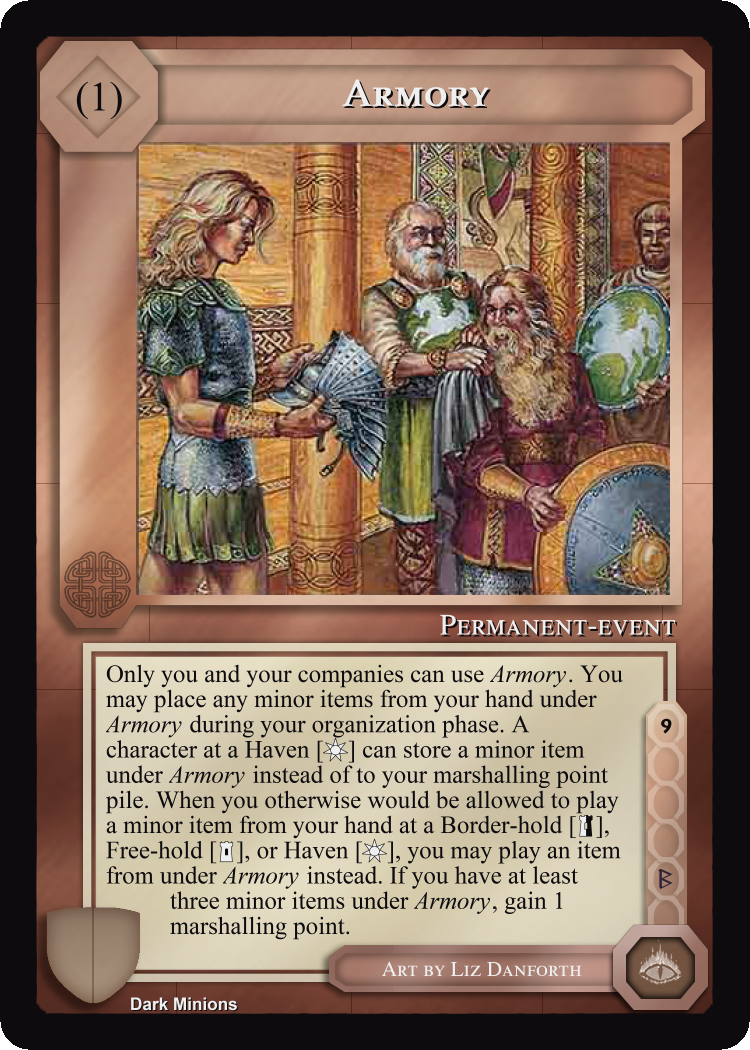 (1)
Armory
Permanent-event
Only you and your companies can use Armory. You
may place any minor items from your hand under
Armory during your organization phase. A
character at a Haven [] can store a minor item
under Armory instead of to your marshalling point
pile. When you otherwise would be allowed to play
a minor item from your hand at a Border-hold [],
Free-hold [], or Haven [], you may play an item
from under Armory instead. If you have at least
three minor items under Armory, gain 1
marshalling point.
9
ᛒ
Art by Liz Danforth
Dark Minions